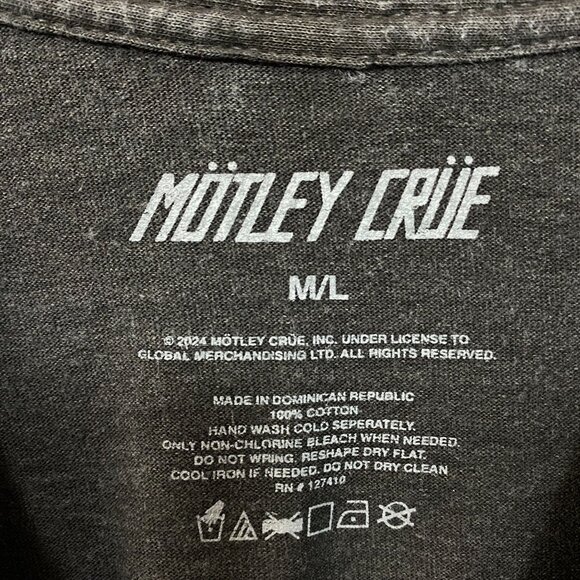 MÖTLEY CRÜE
M/L
© 2024 MÖTLEY CRÜE, INC. UNDER LICENSE TO
GLOBAL MERCHANDISING LTD. ALL RIGHTS RESERVED.
MADE IN DOMINICAN REPUBLIC
100% COTTON
HAND WASH COLD SEPERATELY.
ONLY NON-CHLORINE BLEACH WHEN NEEDED.
DO NOT WRING. RESHAPE DRY FLAT.
COOL IRON IF NEEDED. DO NOT DRY CLEAN
RN # 127410